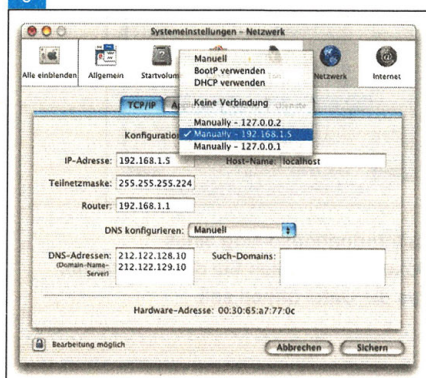 Systemeinstellungen – Netzwerk
Alle einblenden Allgemein Startvolum Netzwerk Internet
Manuell
BootP verwenden
DHCP verwenden
Keine Verbindung
Manually - 127.0.0.2
✓ Manually - 192.168.1.5
Manually - 127.0.0.1
TCP/IP
Konfiguration
IP-Adresse: 192.168.1.5 Host-Name: localhost
Teilnetzmaske: 255.255.255.224
Router: 192.168.1.1
DNS konfigurieren: Manuell
DNS-Adressen: 212.122.128.10 Such-Domains:
(Domain-Name-Server) 212.122.129.10
Hardware-Adresse: 00:30:65:a7:77:0c
Bearbeitung möglich Abbrechen Sichern